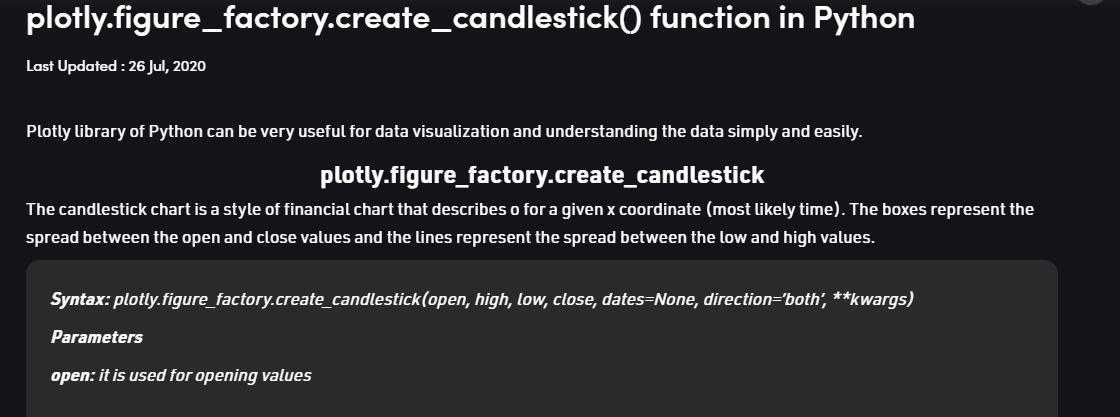 plotly.figure_factory.create_candlestick() function in Python
Last Updated : 26 Jul, 2020
Plotly library of Python can be very useful for data visualization and understanding the data simply and easily.
plotly.figure_factory.create_candlestick
The candlestick chart is a style of financial chart that describes o for a given x coordinate (most likely time). The boxes represent the
spread between the open and close values and the lines represent the spread between the low and high values.
Syntax: plotly.figure_factory.create_candlestick(open, high, low, close, dates=None, direction='both', **kwargs)
Parameters
open: it is used for opening values